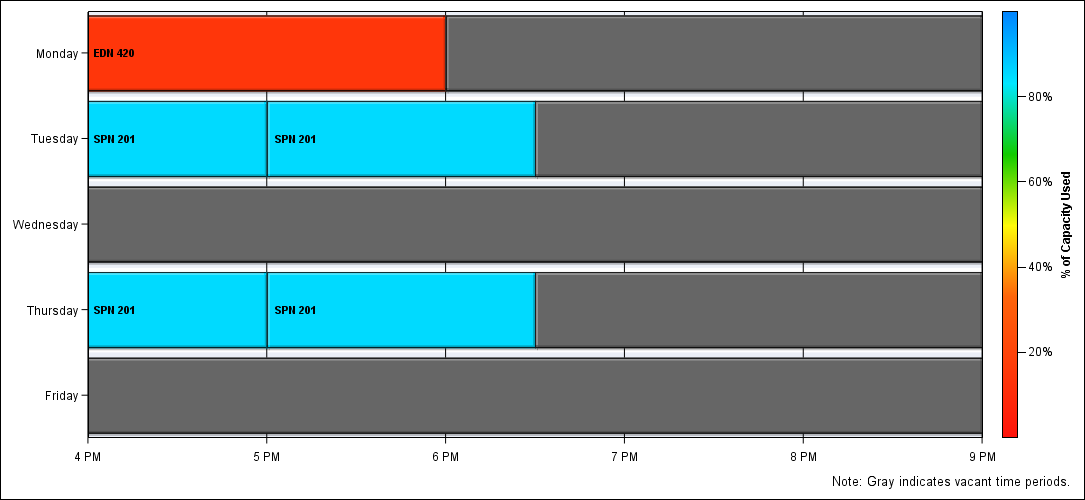 Monday
EDN 420
Tuesday
SPN 201
SPN 201
Wednesday
Thursday
SPN 201
SPN 201
Friday
4 PM
5 PM
6 PM
7 PM
8 PM
9 PM
80%
60%
40%
20%
% of Capacity Used
Note: Gray indicates vacant time periods.